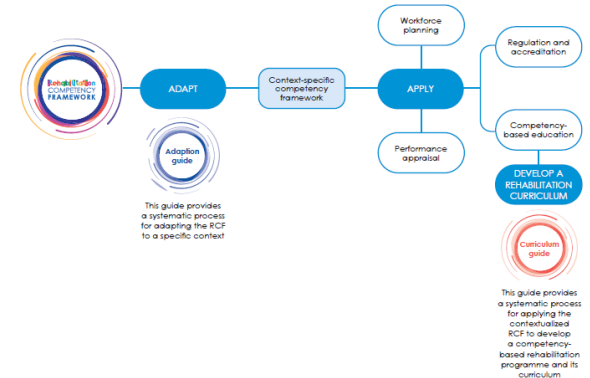 Rehabilitation
COMPETENCY
FRAMEWORK
ADAPT
Context-specific
competency
framework
APPLY
Workforce
planning
Performance
appraisal
Regulation and
accreditation
Competency-
based education
DEVELOP A
REHABILITATION
CURRICULUM
Adaption
guide
This guide provides
a systematic process
for adapting the RCF
to a specific context
Curriculum
guide
This guide provides
a systematic process
for applying the
contextualized
RCF to develop
a competency-
based rehabilitation
programme and its
curriculum